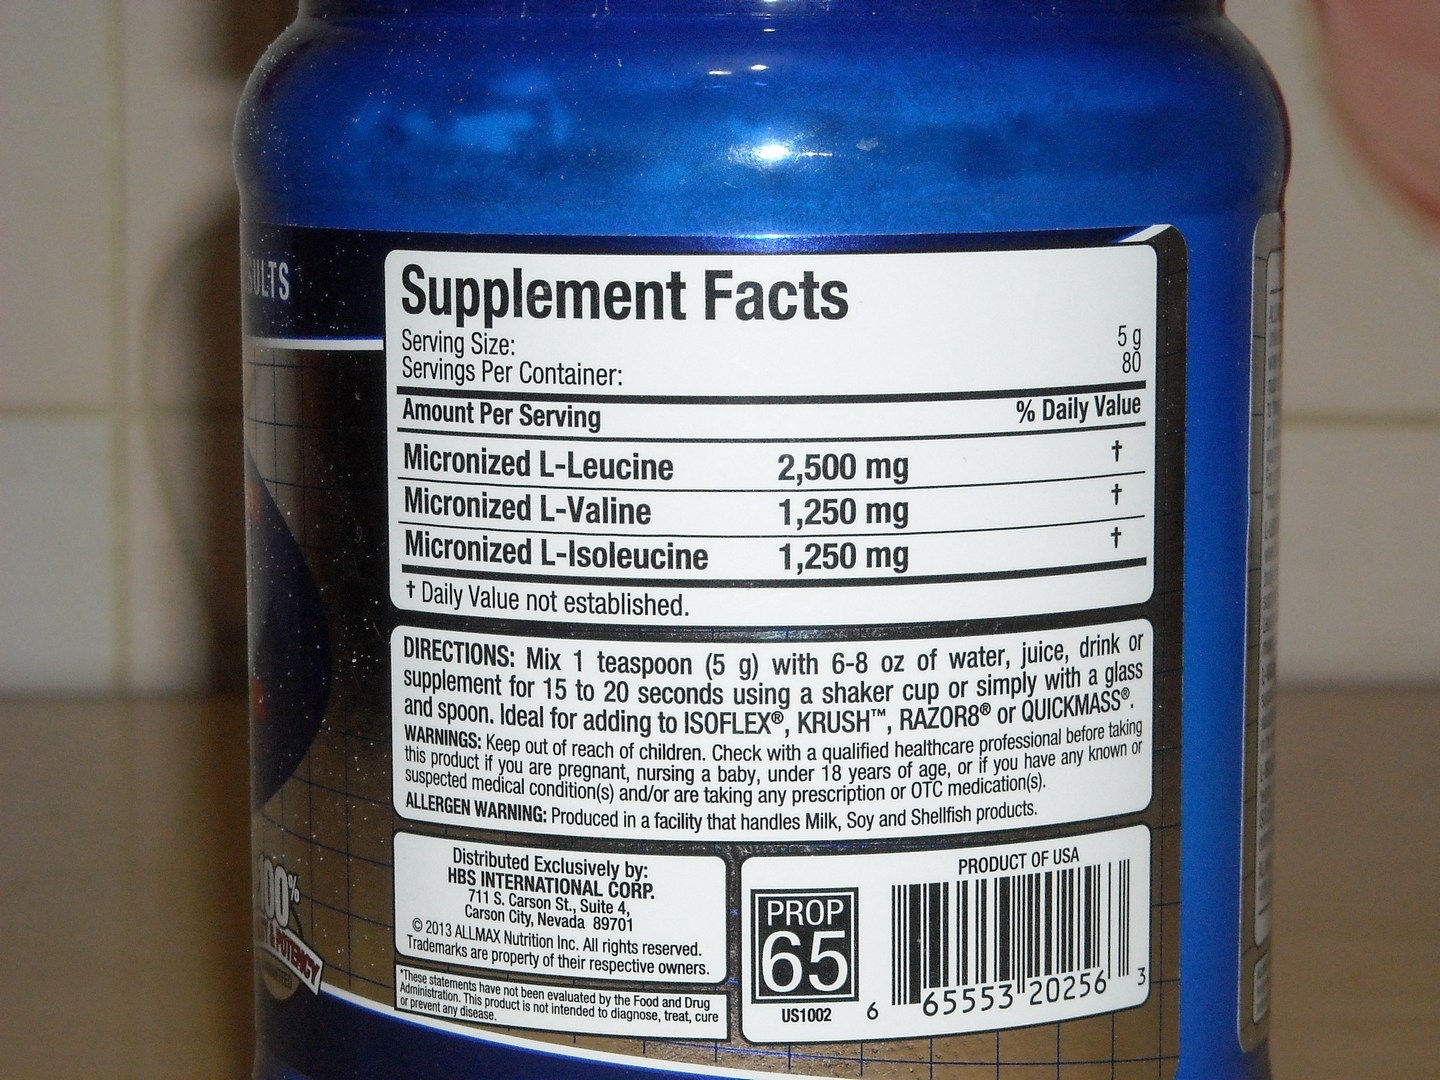 SULTS
Supplement Facts
Serving Size: 5 g
Servings Per Container: 80
Amount Per Serving % Daily Value
Micronized L-Leucine 2,500 mg †
Micronized L-Valine 1,250 mg †
Micronized L-Isoleucine 1,250 mg †
† Daily Value not established.
DIRECTIONS: Mix 1 teaspoon (5 g) with 6-8 oz of water, juice, drink or
supplement for 15 to 20 seconds using a shaker cup or simply with a glass
and spoon. Ideal for adding to ISOFLEX®, KRUSH™, RAZOR8® or QUICKMASS®.
WARNINGS: Keep out of reach of children. Check with a qualified healthcare professional before taking
this product if you are pregnant, nursing a baby, under 18 years of age, or if you have any known or
suspected medical condition(s) and/or are taking any prescription or OTC medication(s).
ALLERGEN WARNING: Produced in a facility that handles Milk, Soy and Shellfish products.
Distributed Exclusively by:
HBS INTERNATIONAL CORP.
711 S. Carson St., Suite 4,
Carson City, Nevada 89701
© 2013 ALLMAX Nutrition Inc. All rights reserved.
Trademarks are property of their respective owners.
*These statements have not been evaluated by the Food and Drug
Administration. This product is not intended to diagnose, treat, cure
or prevent any disease.
PRODUCT OF USA
PROP
65
US1002
6 65553 20256 3
100%
& POTENCY